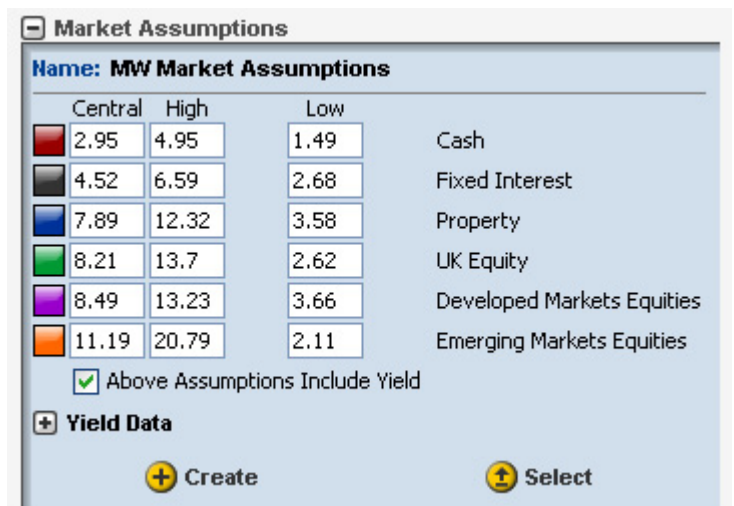 Market Assumptions
Name: MW Market Assumptions
Central High Low
2.95 4.95 1.49 Cash
4.52 6.59 2.68 Fixed Interest
7.89 12.32 3.58 Property
8.21 13.7 2.62 UK Equity
8.49 13.23 3.66 Developed Markets Equities
11.19 20.79 2.11 Emerging Markets Equities
Above Assumptions Include Yield
Yield Data
Create Select